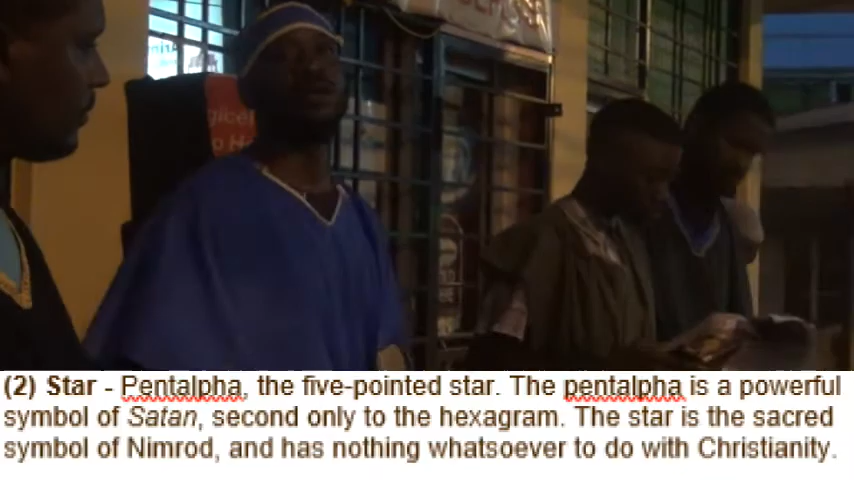 (2) Star - Pentalpha, the five-pointed star. The pentalpha is a powerful
symbol of Satan, second only to the hexagram. The star is the sacred
symbol of Nimrod, and has nothing whatsoever to do with Christianity.